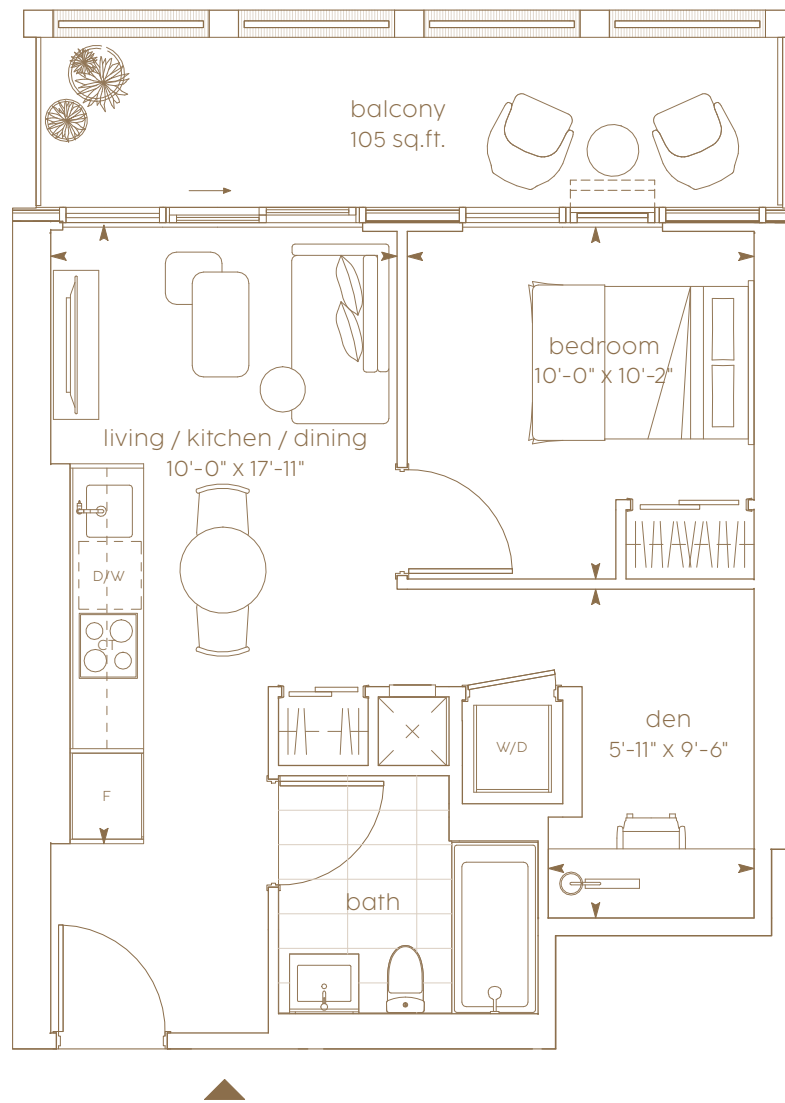 balcony
105 sq.ft.
bedroom
10'-0" x 10'-2"
living / kitchen / dining
10'-0" x 17'-11"
D/W
CT
den
5'-11" x 9'-6"
W/D
F
bath